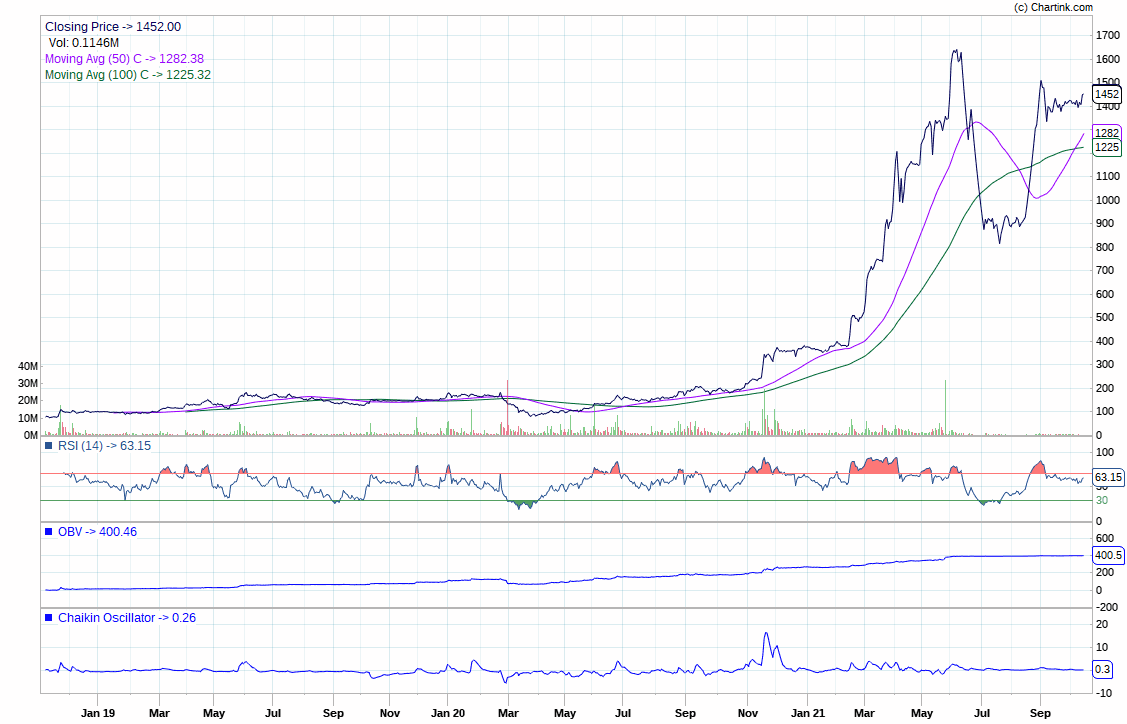 (c) Chartink.com
Closing Price -> 1452.00
Vol: 0.1146M
Moving Avg (50) C -> 1282.38
Moving Avg (100) C -> 1225.32
1700
1600
1500
1452
1400
1282
1225
1100
1000
900
800
700
600
500
400
300
200
100
0
40M
30M
20M
10M
0M
RSI (14) -> 63.15
100
63.15
30
0
OBV -> 400.46
600
400.5
200
0
-200
Chaikin Oscillator -> 0.26
20
10
0.3
-10
Jan 19 Mar May Jul Sep Nov Jan 20 Mar May Jul Sep Nov Jan 21 Mar May Jul Sep